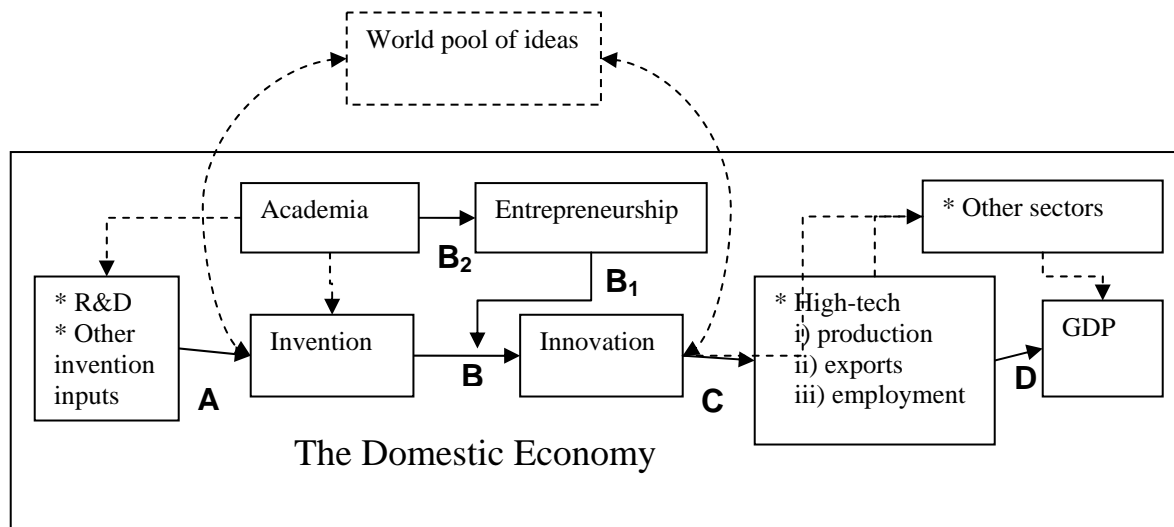 World pool of ideas
Academia
Entrepreneurship
* Other sectors
B₂
B₁
* R&D
* Other
invention
inputs
Invention
Innovation
* High-tech
i) production
ii) exports
iii) employment
GDP
A
B
C
D
The Domestic Economy